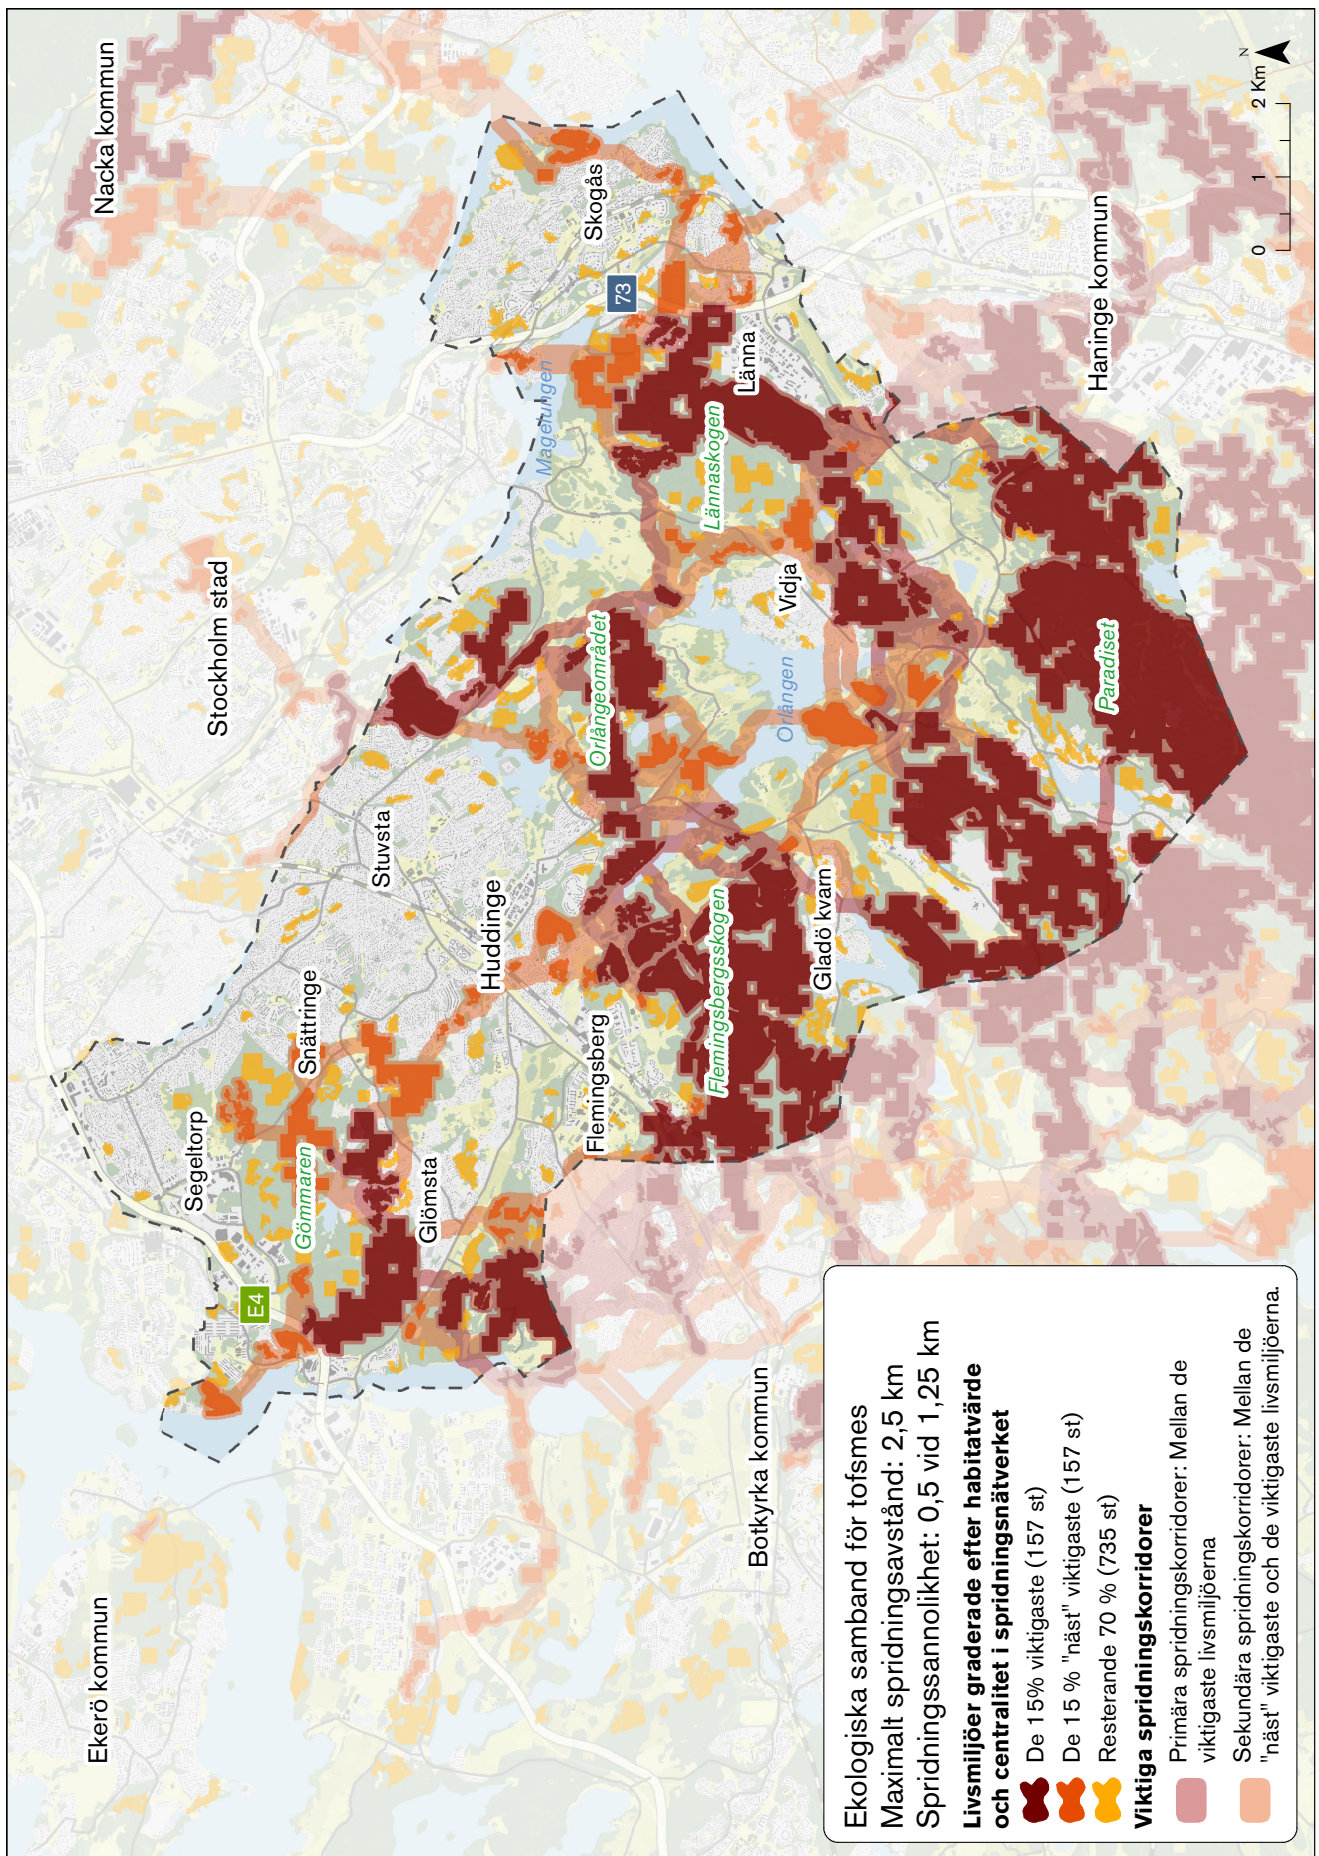 Ekerö kommun
Botkyrka kommun
Stockholm stad
Nacka kommun
Haninge kommun
Segeltorp
Snättringe
Gömmaren
Glömsta
E4
Stuvsta
Huddinge
Flemingsberg
Flemingsbergsskogen
Gladö kvarn
Orlångeområdet
Orlången
Vidja
Magelungen
Lännaskogen
Länna
73
Skogås
Paradiset
N
0
1
2 Km
Ekologiska samband för tofsmes
Maximalt spridningsavstånd: 2,5 km
Spridningssannolikhet: 0,5 vid 1,25 km
Livsmiljöer graderade efter habitatvärde
och centralitet i spridningsnätverket
De 15% viktigaste (157 st)
De 15 % "näst" viktigaste (157 st)
Resterande 70 % (735 st)
Viktiga spridningskorridorer
Primära spridningskorridorer: Mellan de
viktigaste livsmiljöerna
Sekundära spridningskorridorer: Mellan de
"näst" viktigaste och de viktigaste livsmiljöerna.